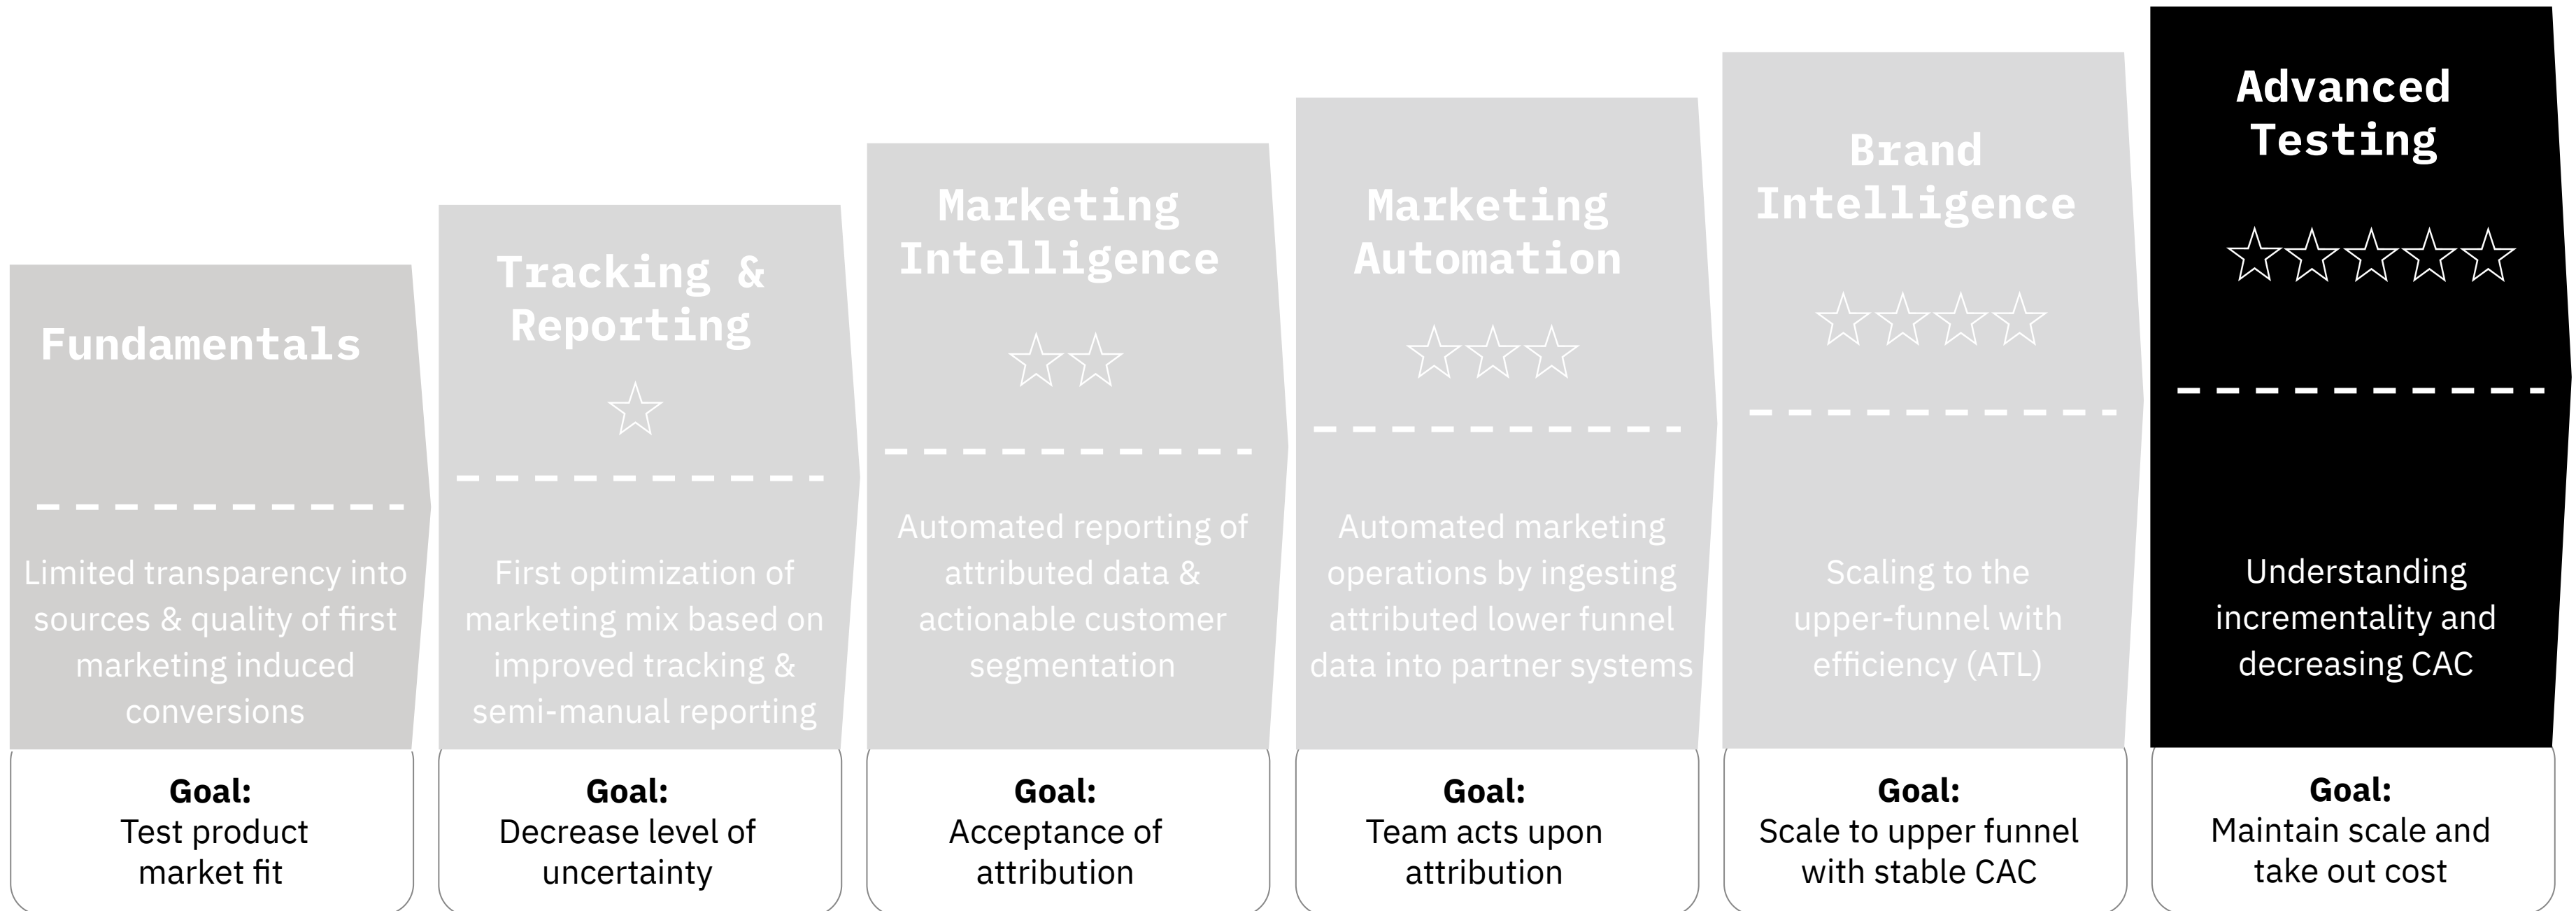 Fundamentals
Limited transparency into
sources & quality of first
marketing induced
conversions
Goal:
Test product
market fit
Tracking &
Reporting
First optimization of
marketing mix based on
improved tracking &
semi-manual reporting
Goal:
Decrease level of
uncertainty
Marketing
Intelligence
Automated reporting of
attributed data &
actionable customer
segmentation
Goal:
Acceptance of
attribution
Marketing
Automation
Automated marketing
operations by ingesting
attributed lower funnel
data into partner systems
Goal:
Team acts upon
attribution
Brand
Intelligence
Scaling to the
upper-funnel with
efficiency (ATL)
Goal:
Scale to upper funnel
with stable CAC
Advanced
Testing
Understanding
incrementality and
decreasing CAC
Goal:
Maintain scale and
take out cost